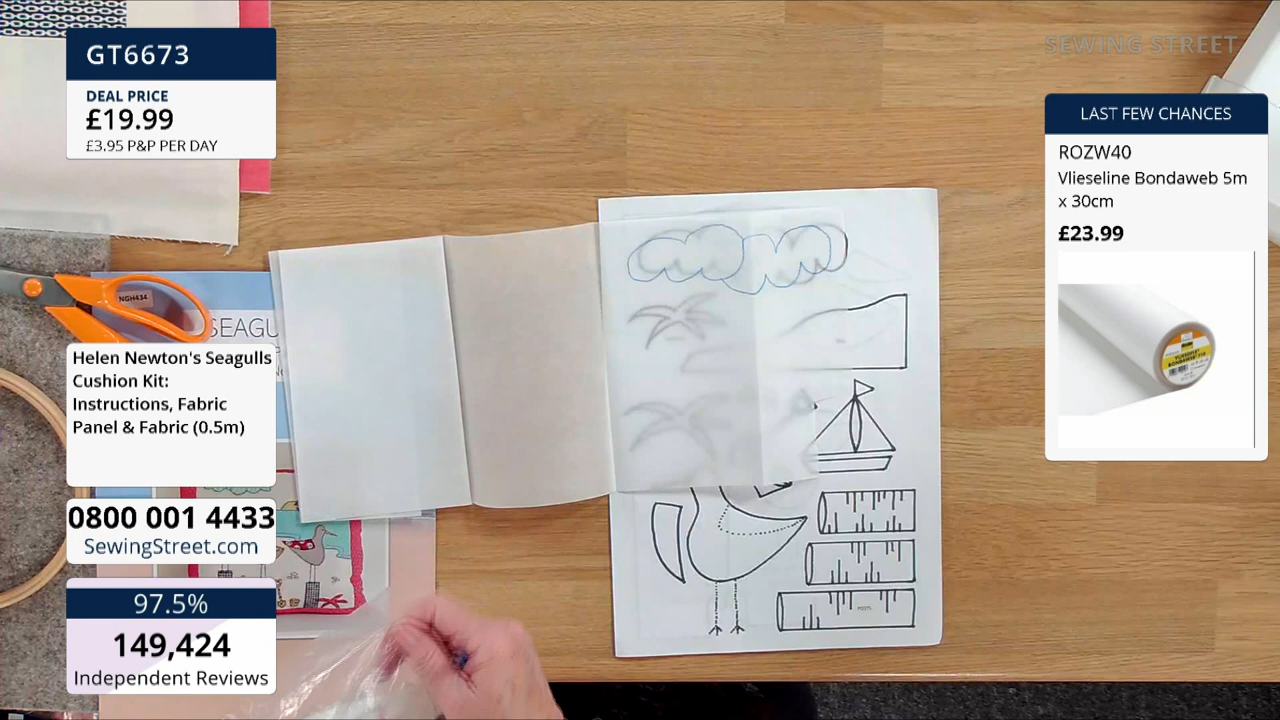 GT6673
DEAL PRICE
£19.99
£3.95 P&P PER DAY
SEWING STREET
LAST FEW CHANCES
ROZW40
Vlieseline Bondaweb 5m
x 30cm
£23.99
NGH434
SEAGU
Helen Newton's Seagulls
Cushion Kit:
Instructions, Fabric
Panel & Fabric (0.5m)
0800 001 4433
SewingStreet.com
97.5%
149,424
Independent Reviews